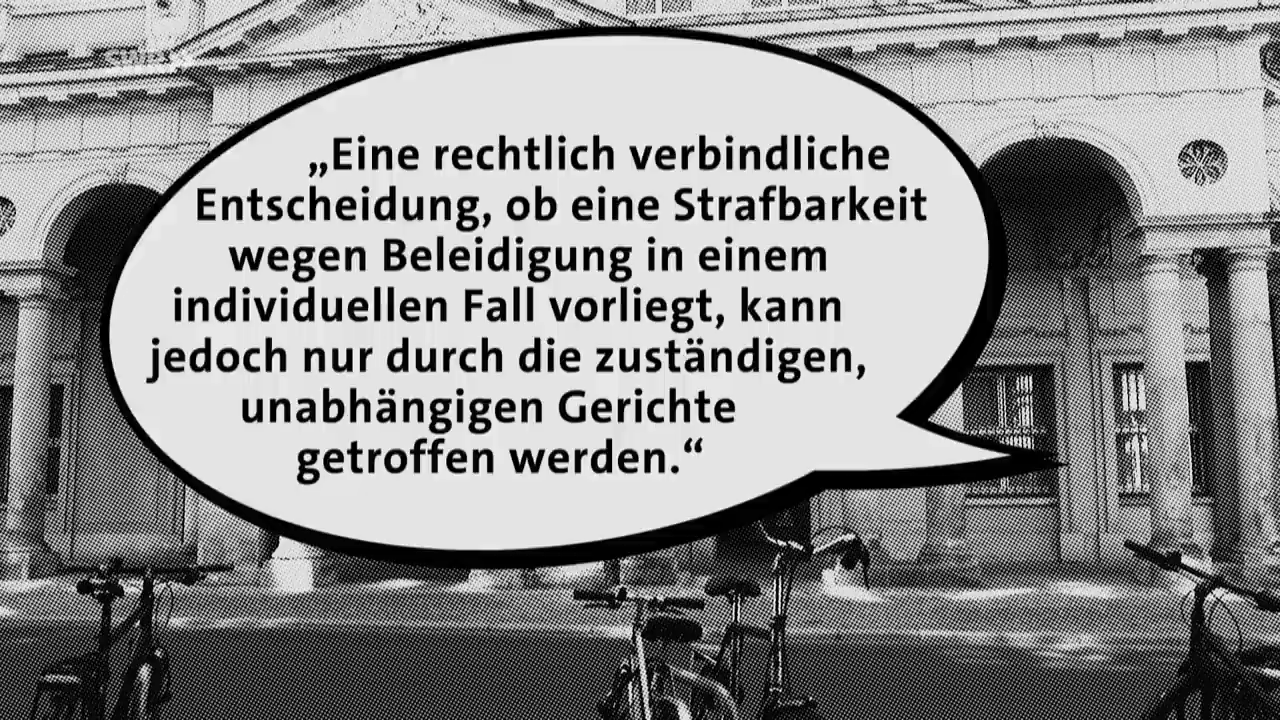 SWR
„Eine rechtlich verbindliche
Entscheidung, ob eine Strafbarkeit
wegen Beleidigung in einem
individuellen Fall vorliegt, kann
jedoch nur durch die zuständigen,
unabhängigen Gerichte
getroffen werden.“